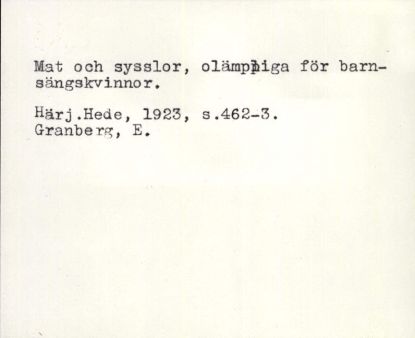 Mat och sysslor, olämpliga för barn-
sängskvinnor.
Härj.Hede, 1923, s.462-3.
Granberg, E.